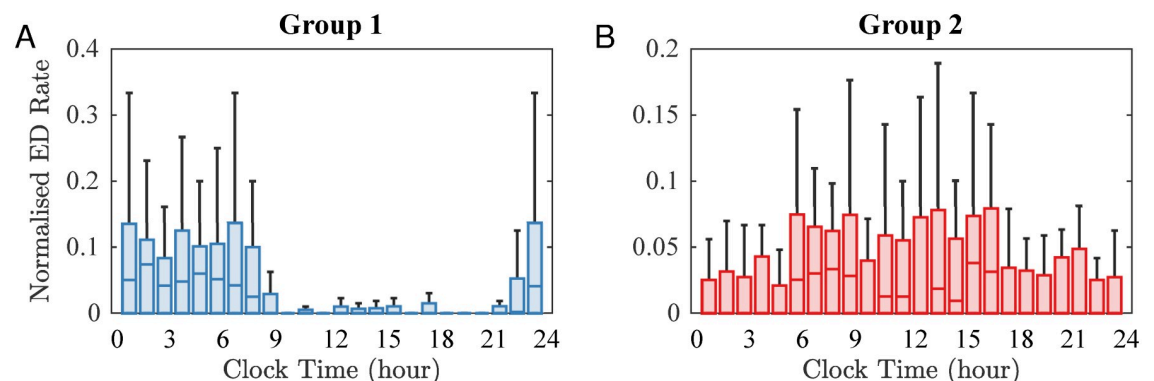 A
Group 1
Normalised ED Rate
0.4
0.3
0.2
0.1
0
0 3 6 9 12 15 18 21 24
Clock Time (hour)
B
Group 2
0.2
0.15
0.1
0.05
0
0 3 6 9 12 15 18 21 24
Clock Time (hour)